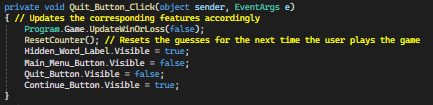 private void Quit_Button_Click(object sender, EventArgs e)
{ // Updates the corresponding features accordingly
    Program.Game.UpdateWinOrLoss(false);
    ResetCounter(); // Resets the guesses for the next time the user plays the game
    Hidden_Word_Label.Visible = true;
    Main_Menu_Button.Visible = false;
    Quit_Button.Visible = false;
    Continue_Button.Visible = true;
}